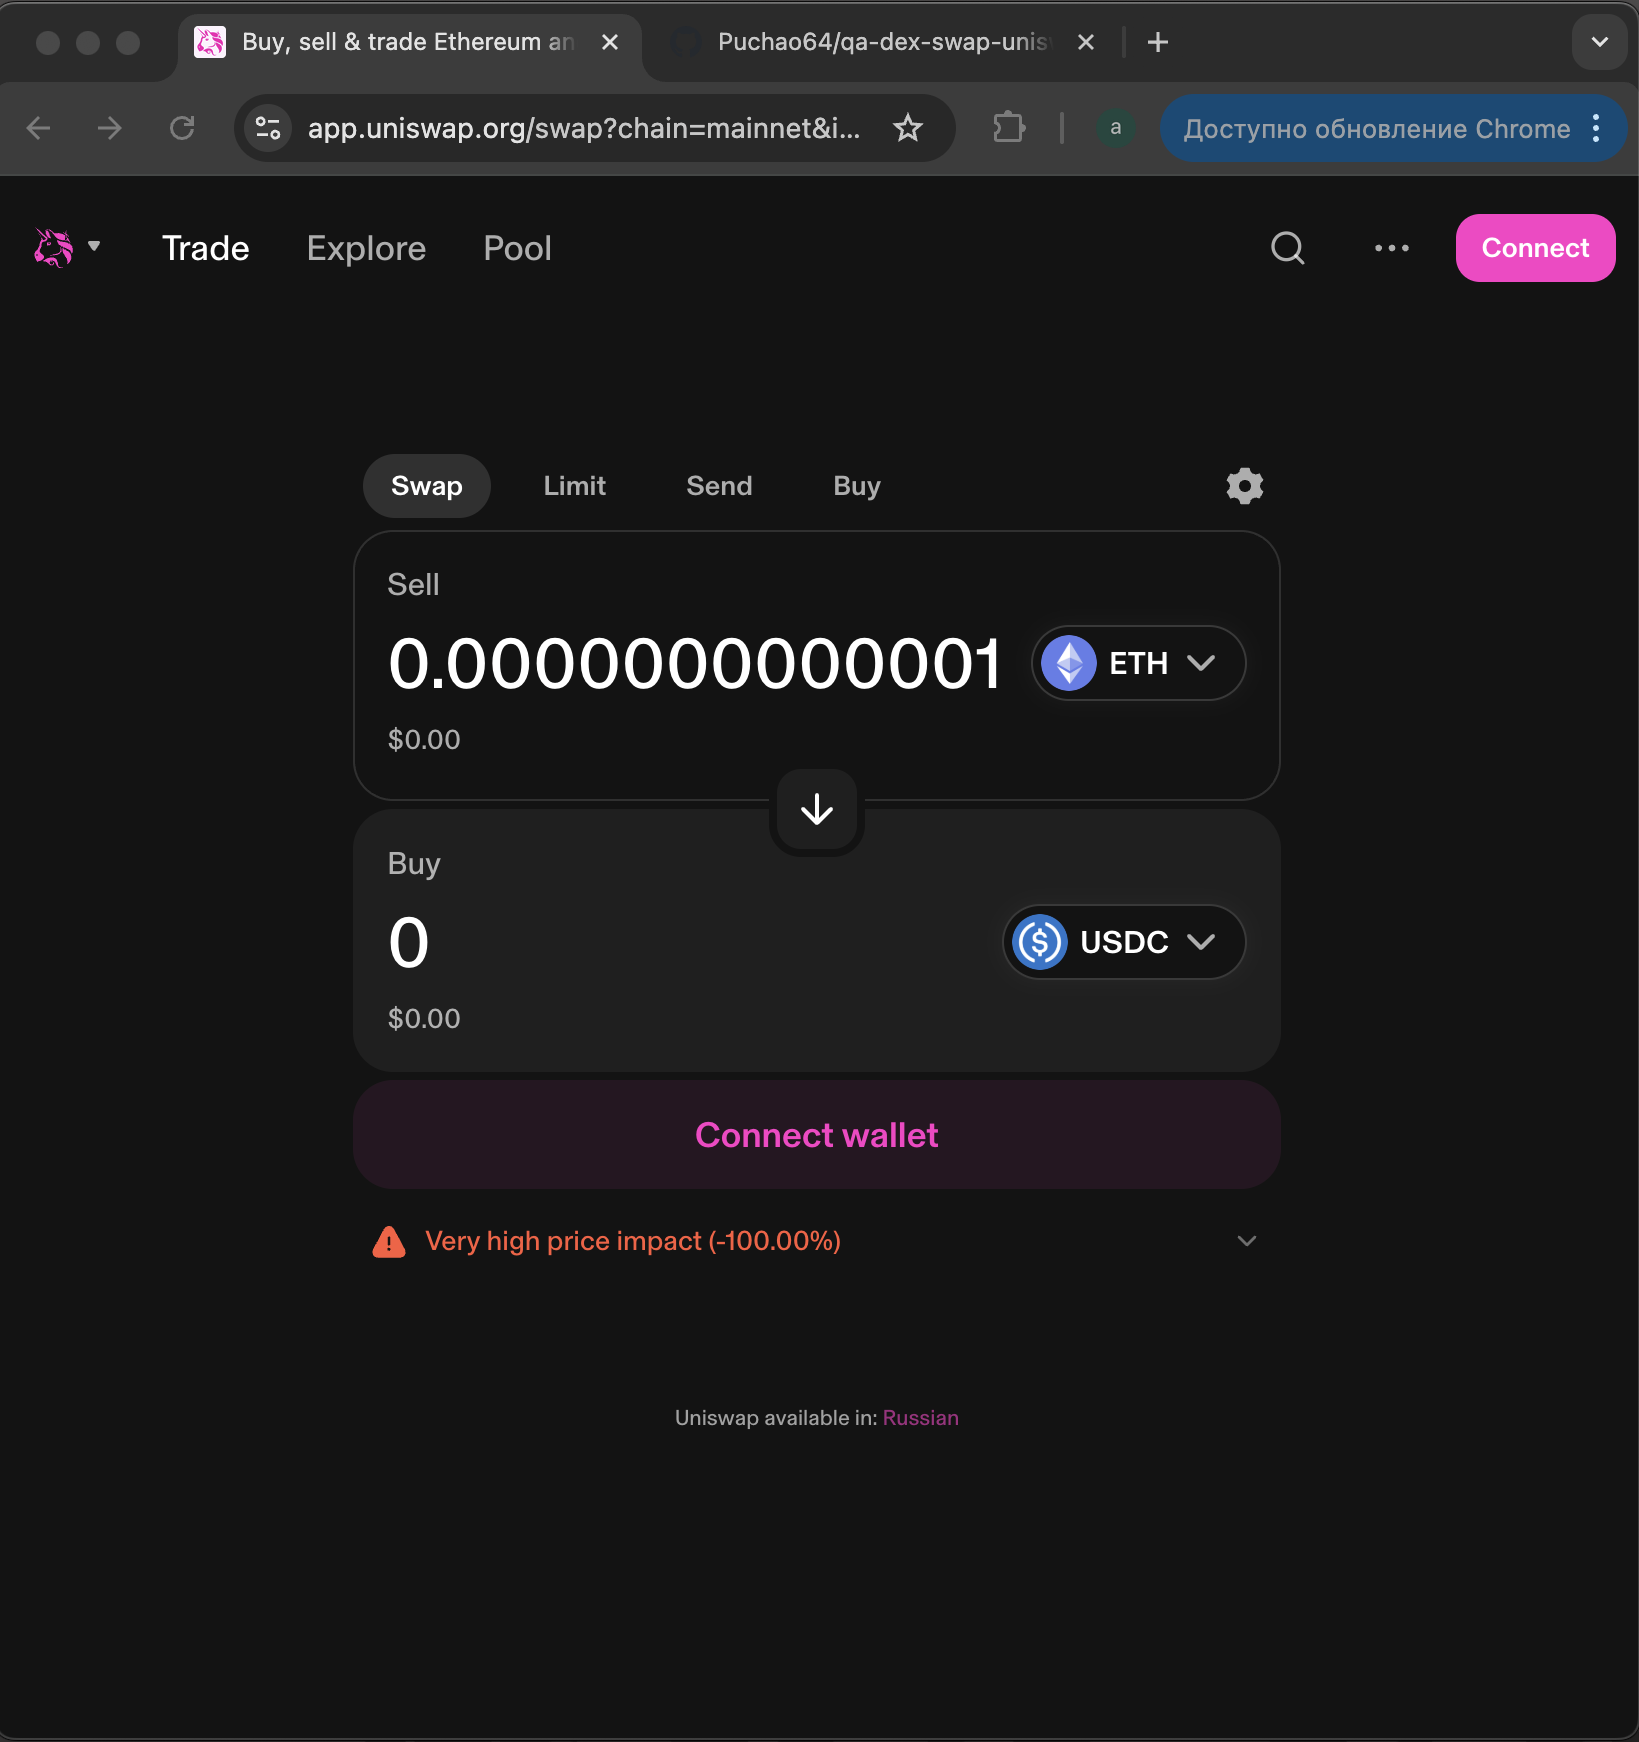 Buy, sell & trade Ethereum an
Puchao64/qa-dex-swap-unis
app.uniswap.org/swap?chain=mainnet&i...
a
Доступно обновление Chrome
Trade
Explore
Pool
Connect
Swap
Limit
Send
Buy
Sell
0.0000000000001
ETH
$0.00
Buy
0
USDC
$0.00
Connect wallet
Very high price impact (-100.00%)
Uniswap available in: Russian